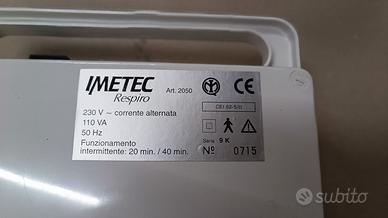 IMETEC Art. 2050
Respiro
CEI 62-5/II
230 V ~ corrente alternata
110 VA
50 Hz
Funzionamento
intermittente: 20 min. / 40 min.
Serie 9 K
Nº 0715
subito